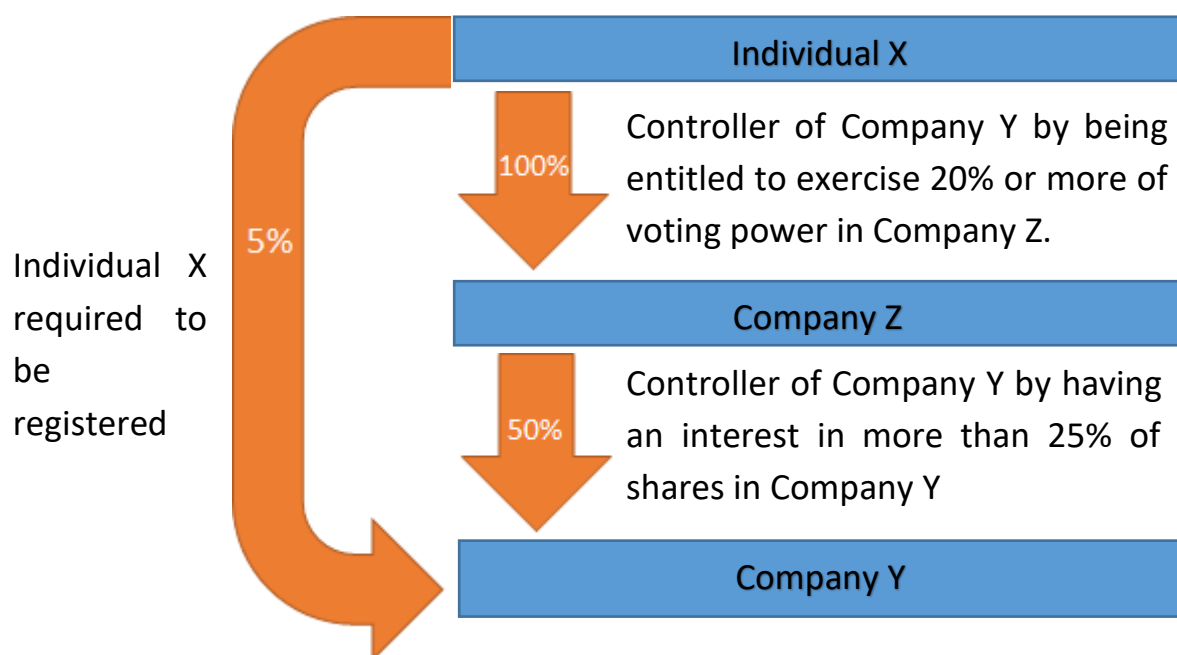 Individual X
Controller of Company Y by being
100%
entitled to exercise 20% or more of
voting power in Company Z.
5%
Individual X
required to
be
registered
Company Z
Controller of Company Y by having
50%
an interest in more than 25% of
shares in Company Y
Company Y